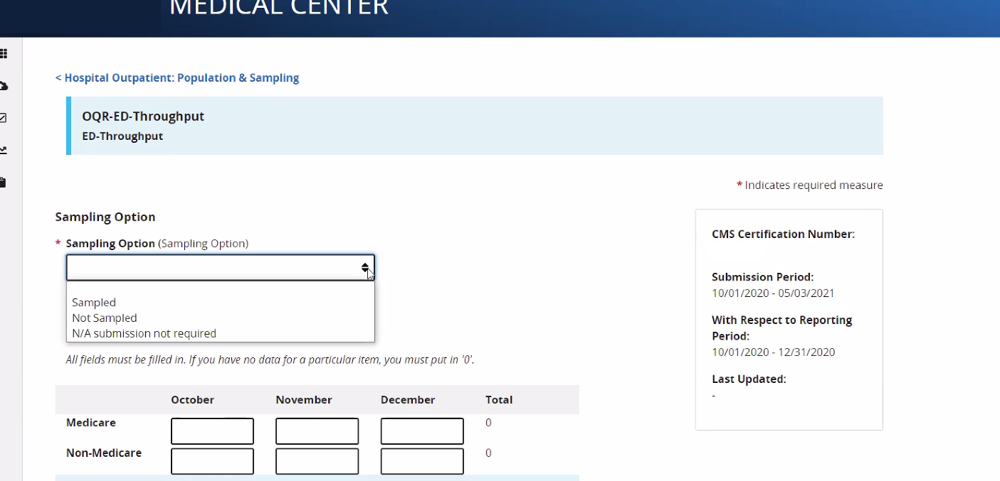 MEDICAL CENTER
< Hospital Outpatient: Population & Sampling
OQR-ED-Throughput
ED-Throughput
* Indicates required measure
Sampling Option
* Sampling Option (Sampling Option)
Sampled
Not Sampled
N/A submission not required
All fields must be filled in. If you have no data for a particular item, you must put in '0'.
October November December Total
Medicare 0
Non-Medicare 0
CMS Certification Number:
Submission Period:
10/01/2020 - 05/03/2021
With Respect to Reporting
Period:
10/01/2020 - 12/31/2020
Last Updated:
-